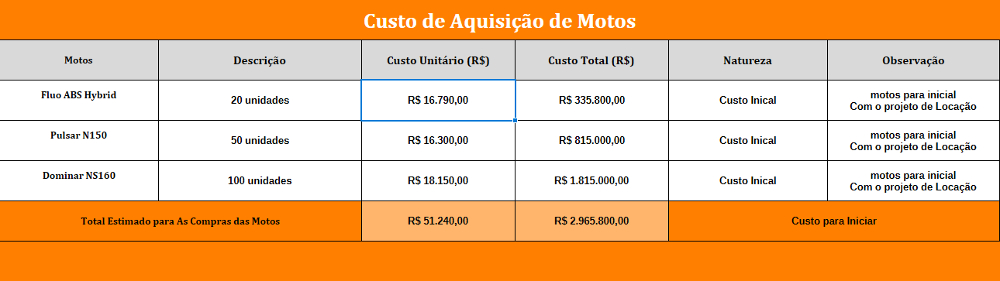 Custo de Aquisição de Motos
Motos Descrição Custo Unitário (R$) Custo Total (R$) Natureza Observação
Fluo ABS Hybrid 20 unidades R$ 16.790,00 R$ 335.800,00 Custo Inical motos para inicial
Com o projeto de Locação
Pulsar N150 50 unidades R$ 16.300,00 R$ 815.000,00 Custo Inical motos para inicial
Com o projeto de Locação
Dominar NS160 100 unidades R$ 18.150,00 R$ 1.815.000,00 Custo Inical motos para inicial
Com o projeto de Locação
Total Estimado para As Compras das Motos R$ 51.240,00 R$ 2.965.800,00 Custo para Iniciar